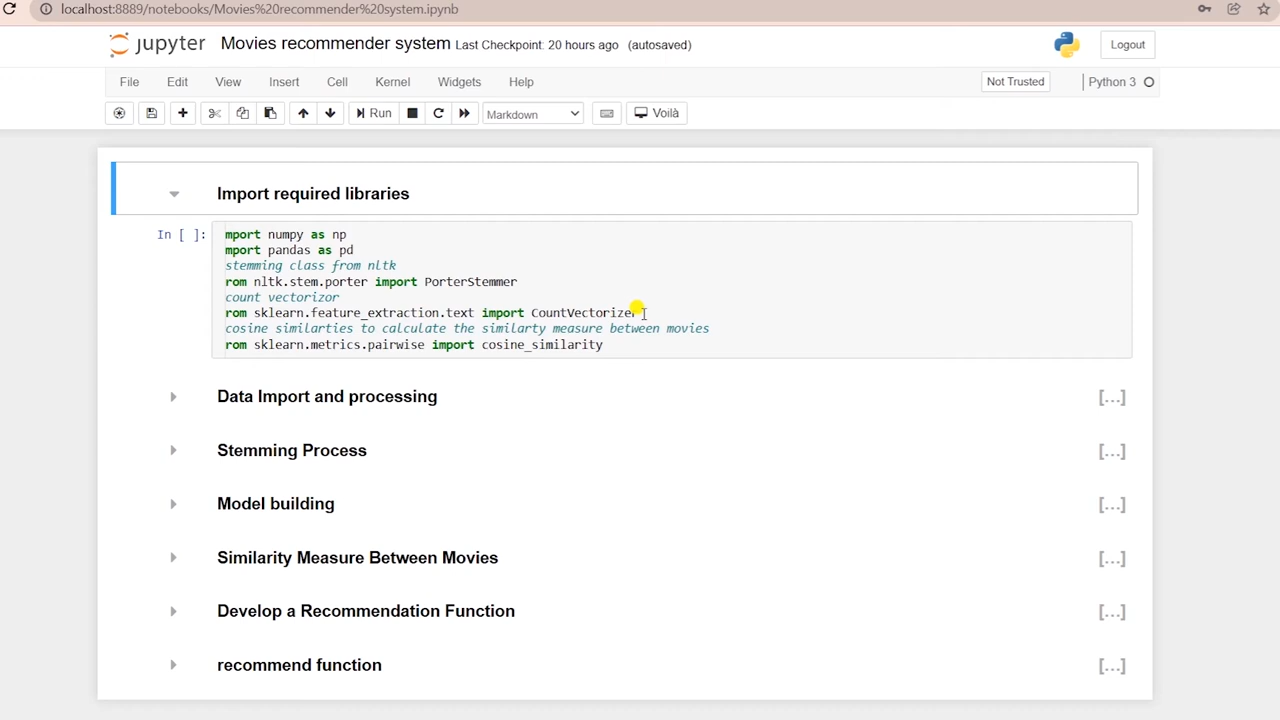 localhost:8889/notebooks/Movies%20recommender%20system.ipynb
jupyter Movies recommender system Last Checkpoint: 20 hours ago (autosaved) Logout
File Edit View Insert Cell Kernel Widgets Help Not Trusted Python 3
Run Markdown Voilà
Import required libraries
In [ ]: mport numpy as np
mport pandas as pd
stemming class from nltk
rom nltk.stem.porter import PorterStemmer
count vectorizor
rom sklearn.feature_extraction.text import CountVectorizer
cosine similarties to calculate the similarty measure between movies
rom sklearn.metrics.pairwise import cosine_similarity
Data Import and processing [...]
Stemming Process [...]
Model building [...]
Similarity Measure Between Movies [...]
Develop a Recommendation Function [...]
recommend function [...]